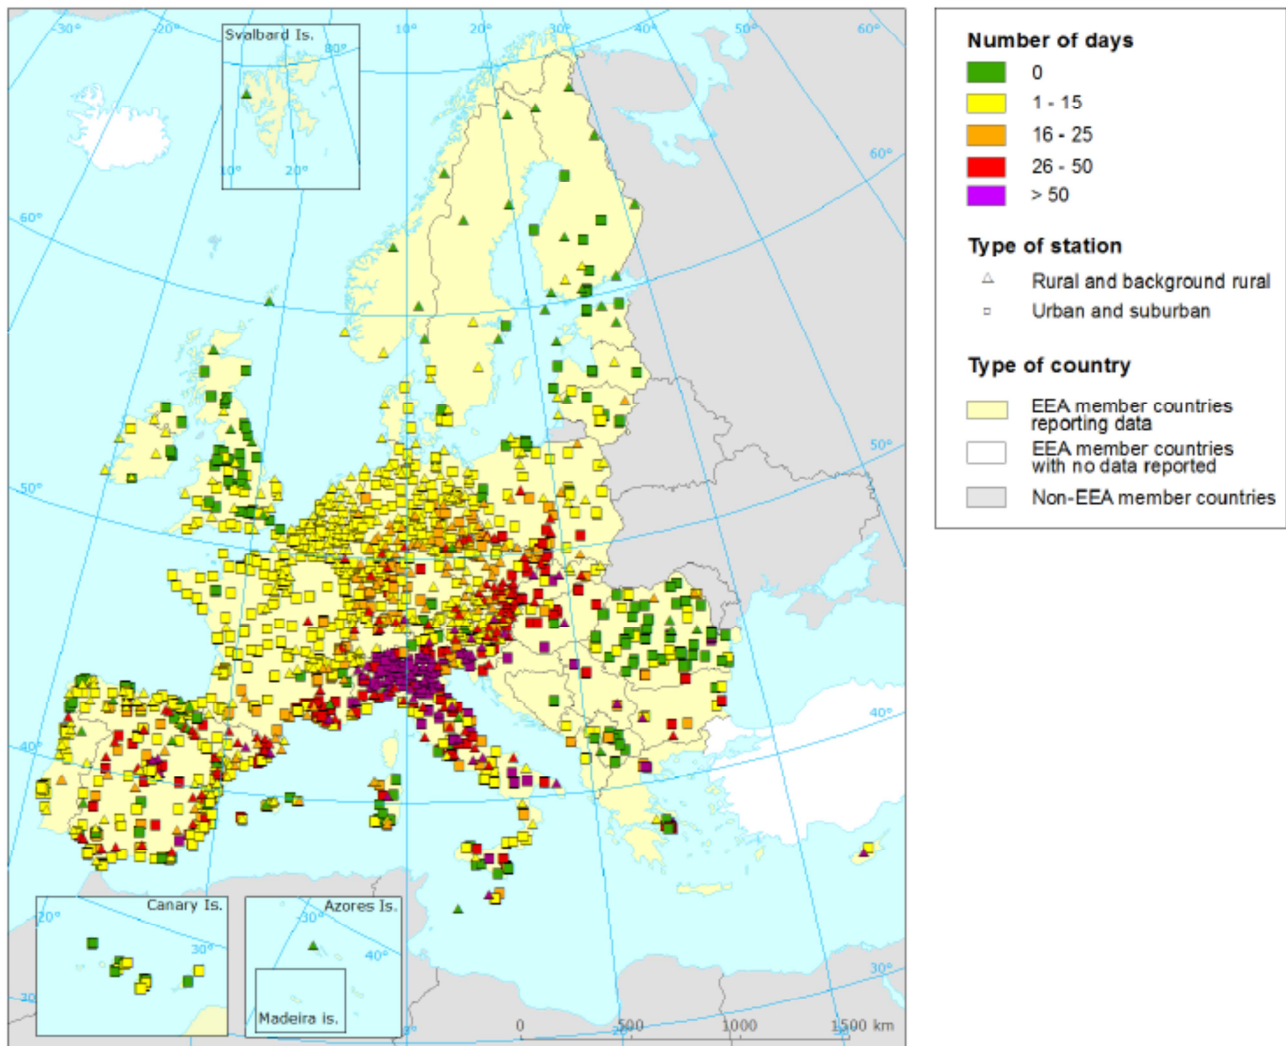 -30° -20° -10° 0° 10° 20° 30° 40° 50° 60°
Svalbard Is.
80°
10° 20°
60°
60°
50°
50°
40°
40°
30°
Canary Is.
20°
30°
Azores Is.
-30°
40°
Madeira is.
0 500 1000 1500 km
Number of days
0
1 - 15
16 - 25
26 - 50
> 50
Type of station
Rural and background rural
Urban and suburban
Type of country
EEA member countries
reporting data
EEA member countries
with no data reported
Non-EEA member countries